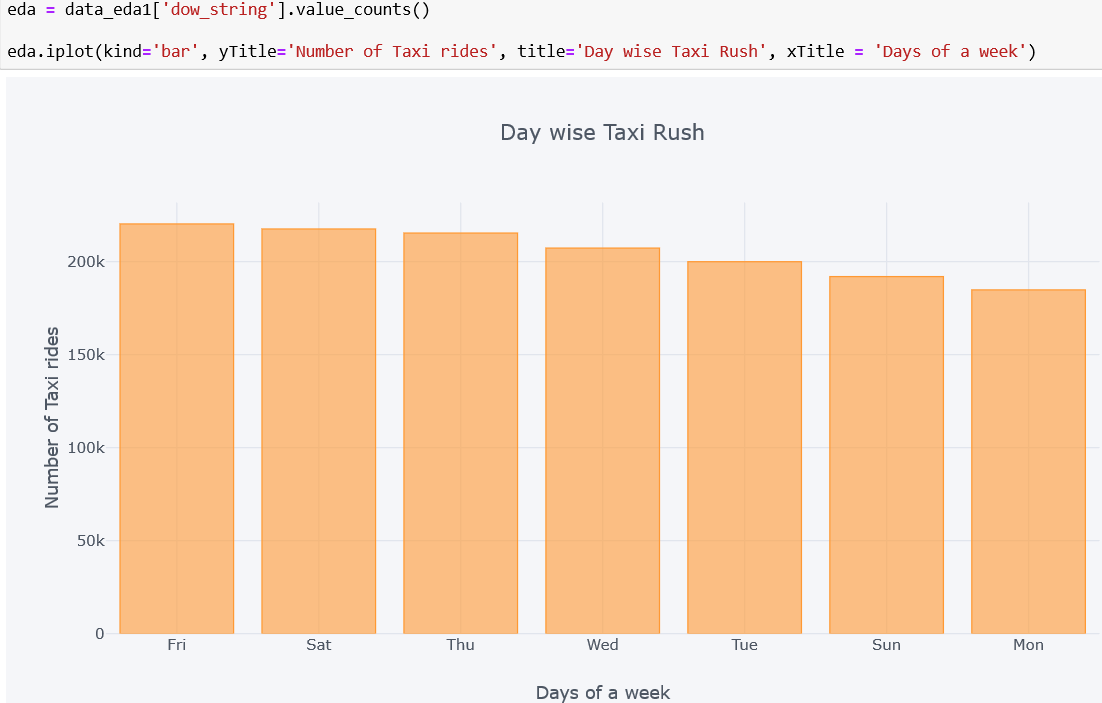 eda = data_eda1['dow_string'].value_counts()
eda.iplot(kind='bar', yTitle='Number of Taxi rides', title='Day wise Taxi Rush', xTitle = 'Days of a week')
Day wise Taxi Rush
Number of Taxi rides
200k
150k
100k
50k
0
Fri Sat Thu Wed Tue Sun Mon
Days of a week